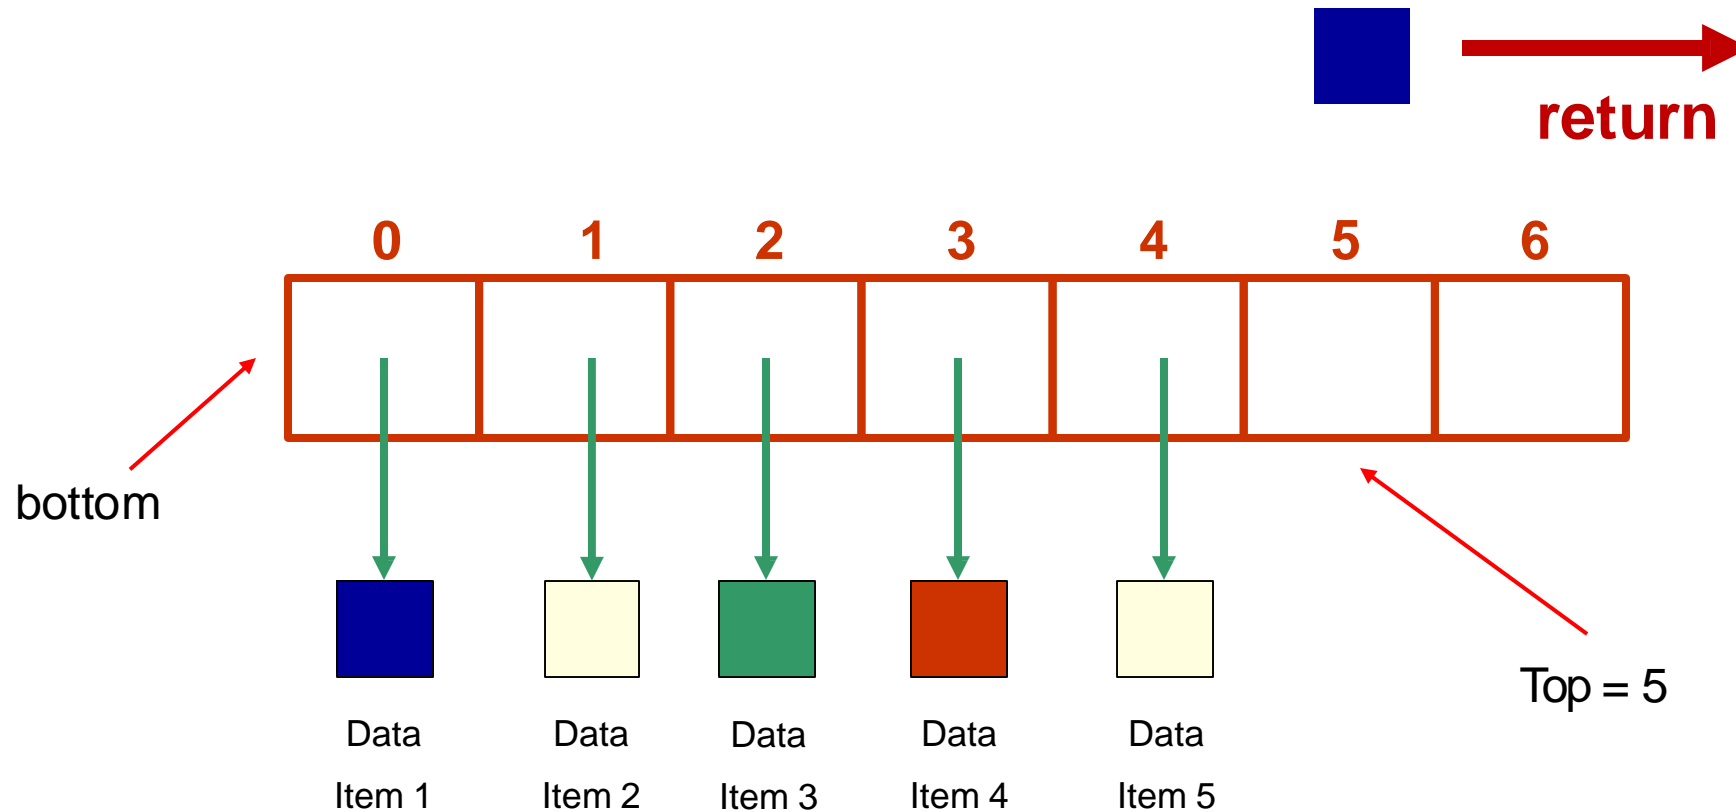 return
0 1 2 3 4 5 6
bottom
Top = 5
Data Data Data Data Data
Item 1 Item 2 Item 3 Item 4 Item 5